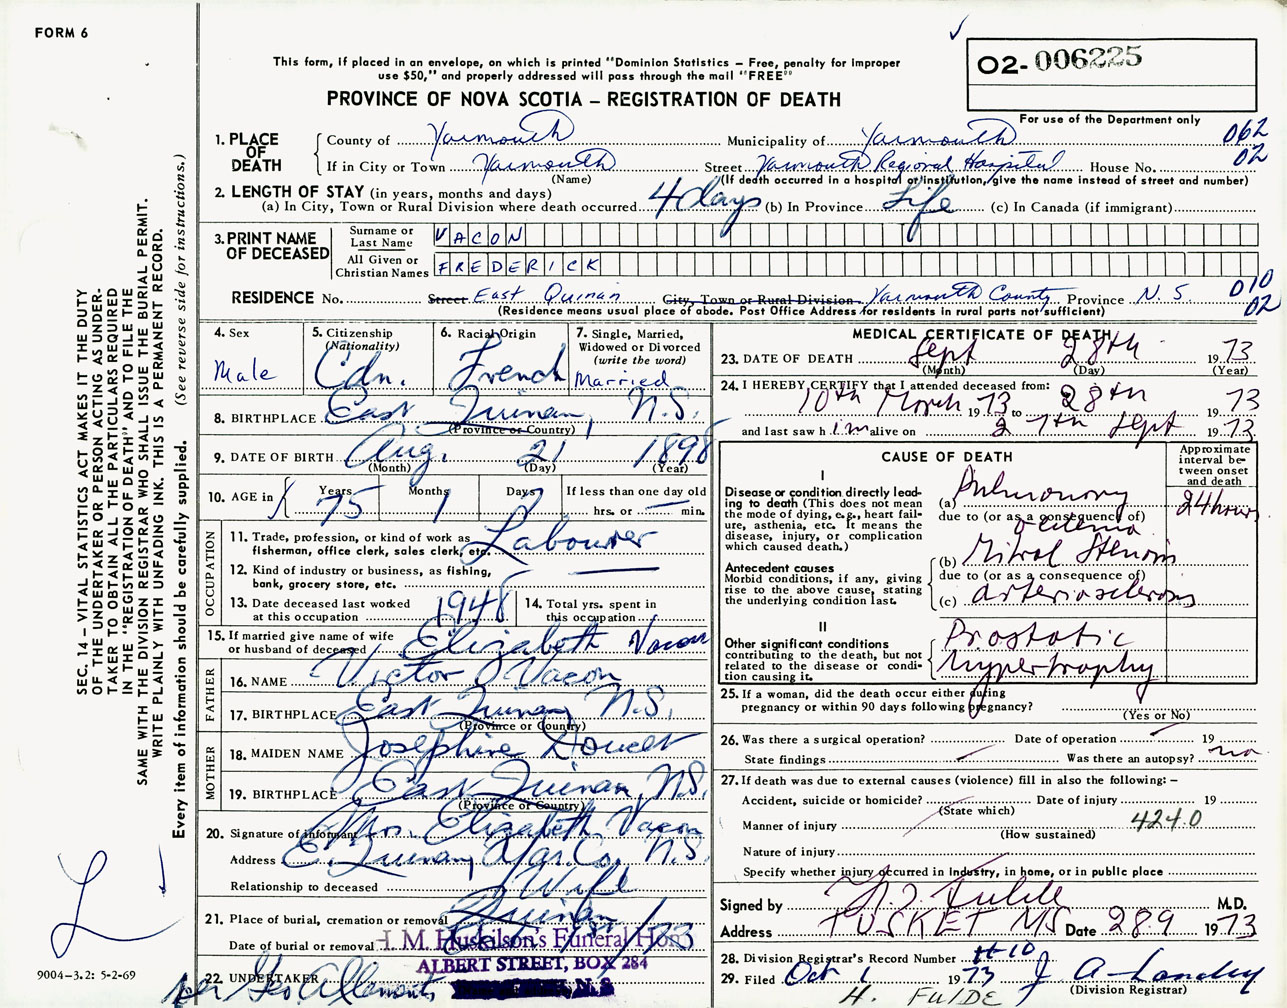 FORM 6
This form, if placed in an envelope, on which is printed "Dominion Statistics – Free, penalty for improper
use $50," and properly addressed will pass through the mail "FREE"
PROVINCE OF NOVA SCOTIA – REGISTRATION OF DEATH
O2- 006225
For use of the Department only
062
02
1. PLACE OF DEATH
County of Yarmouth Municipality of Yarmouth
If in City or Town Yarmouth Street Yarmouth Regional Hospital House No.
(Name) (If death occurred in a hospital or institution, give the name instead of street and number)
2. LENGTH OF STAY (in years, months and days)
(a) In City, Town or Rural Division where death occurred 4 days (b) In Province Life (c) In Canada (if immigrant)
3. PRINT NAME OF DECEASED
Surname or Last Name VACON
All Given or Christian Names FREDERICK
RESIDENCE No. Street East Quinan City, Town or Rural Division Yarmouth County Province N.S
010
02
(Residence means usual place of abode. Post Office Address for residents in rural parts not sufficient)
4. Sex Male
5. Citizenship (Nationality) Cdn.
6. Racial Origin French
7. Single, Married, Widowed or Divorced (write the word) Married
8. BIRTHPLACE East Quinan, N.S.
(Province or Country)
9. DATE OF BIRTH Aug. 21 1898
(Month) (Day) (Year)
10. AGE in Years 75 Months 1 Days 7 If less than one day old
hrs. or min.
OCCUPATION
11. Trade, profession, or kind of work as
fisherman, office clerk, sales clerk, etc. Labourer
12. Kind of industry or business, as fishing,
bank, grocery store, etc.
13. Date deceased last worked
at this occupation 1948
14. Total yrs. spent in
this occupation
15. If married give name of wife
or husband of deceased Elizabeth Vacon
FATHER
16. NAME Victor Vacon
17. BIRTHPLACE East Quinan N.S.
(Province or Country)
MOTHER
18. MAIDEN NAME Josephine Doucet
19. BIRTHPLACE East Quinan, N.S.
(Province or Country)
20. Signature of informant Mrs. Elizabeth Vacon
Address E. Quinan, Yar. Co. N.S.
Relationship to deceased Wife
21. Place of burial, cremation or removal Quinan
Date of burial or removal /73
H. M. Huskilson's Funeral Home
ALBERT STREET, BOX 284
22. UNDERTAKER N.S
per Geo
MEDICAL CERTIFICATE OF DEATH
23. DATE OF DEATH Sept 28th 1973
(Month) (Day) (Year)
24. I HEREBY CERTIFY that I attended deceased from:
10th March 1973 to 28th 1973
and last saw h im alive on 27th Sept 1973
CAUSE OF DEATH
Approximate interval between onset and death
I
Disease or condition directly lead-
ing to death (This does not mean
the mode of dying, e.g., heart fail-
ure, asthenia, etc. It means the
disease, injury, or complication
which caused death.)
(a) Pulmonary 24 hours
due to (or as a consequence of)
oedema
Antecedent causes
Morbid conditions, if any, giving
rise to the above cause, stating
the underlying condition last.
(b) Mitral Stenosis
due to (or as a consequence of)
(c) arteriosclerosis
II
Other significant conditions
contributing to the death, but not
related to the disease or condi-
tion causing it.
Prostatic
hypertrophy
25. If a woman, did the death occur either during
pregnancy or within 90 days following pregnancy?
(Yes or No)
26. Was there a surgical operation? Date of operation 19
State findings Was there an autopsy? no
27. If death was due to external causes (violence) fill in also the following: –
Accident, suicide or homicide? Date of injury 19
(State which)
Manner of injury 424.0
(How sustained)
Nature of injury
Specify whether injury occurred in Industry, in home, or in public place
Signed by H. J. Fulde M.D.
Address TUSKET NS Date 28 9 1973
28. Division Registrar's Record Number #10
29. Filed Oct 1 1973 J A Landry
(Division Registrar)
H. FULDE
SEC. 14 – VITAL STATISTICS ACT MAKES IT THE DUTY
OF THE UNDERTAKER OR PERSON ACTING AS UNDER-
TAKER TO OBTAIN ALL THE PARTICULARS REQUIRED
IN THE "REGISTRATION OF DEATH" AND TO FILE THE
SAME WITH THE DIVISION REGISTRAR WHO SHALL ISSUE THE BURIAL PERMIT.
WRITE PLAINLY WITH UNFADING INK. THIS IS A PERMANENT RECORD.
Every item of information should be carefully supplied. (See reverse side for instructions.)
9004–3.2: 5-2-69